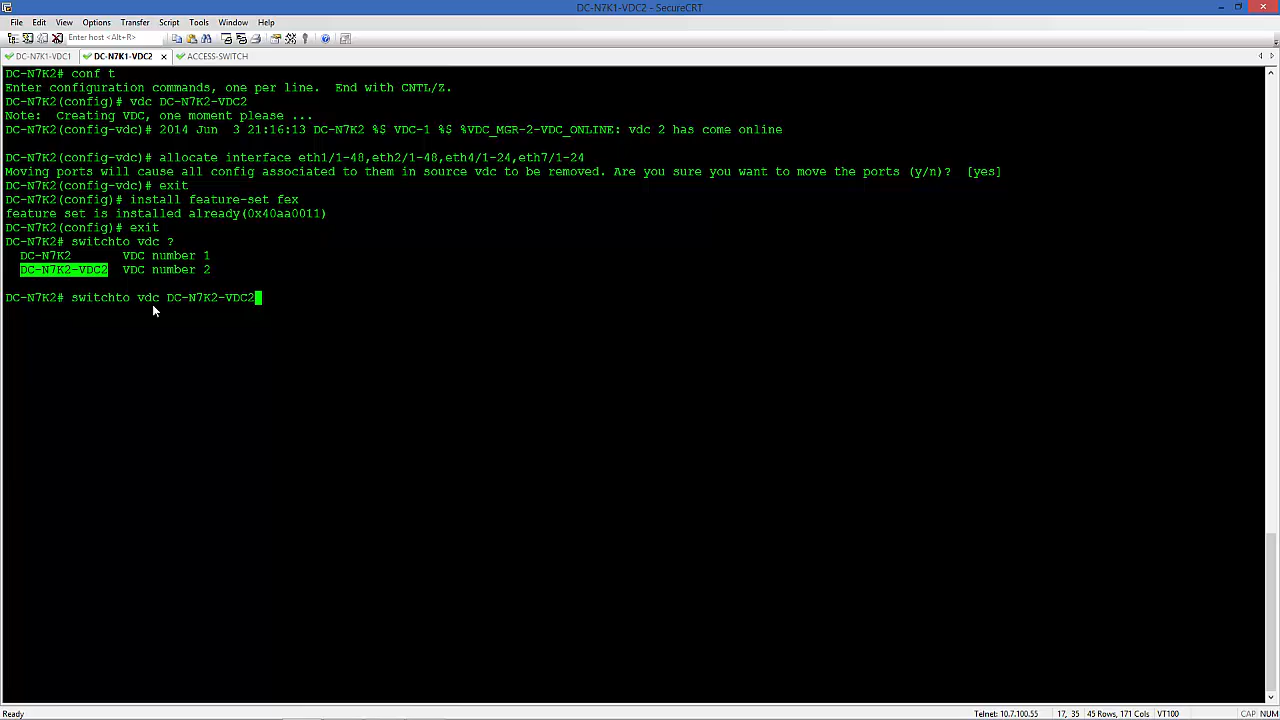 DC-N7K1-VDC2 - SecureCRT
File Edit View Options Transfer Script Tools Window Help
Enter host <Alt+R>
DC-N7K1-VDC1 DC-N7K1-VDC2 ACCESS-SWITCH
DC-N7K2# conf t
Enter configuration commands, one per line.  End with CNTL/Z.
DC-N7K2(config)# vdc DC-N7K2-VDC2
Note:  Creating VDC, one moment please ...
DC-N7K2(config-vdc)# 2014 Jun  3 21:16:13 DC-N7K2 %$ VDC-1 %$ %VDC_MGR-2-VDC_ONLINE: vdc 2 has come online
DC-N7K2(config-vdc)# allocate interface eth1/1-48,eth2/1-48,eth4/1-24,eth7/1-24
Moving ports will cause all config associated to them in source vdc to be removed. Are you sure you want to move the ports (y/n)?  [yes]
DC-N7K2(config-vdc)# exit
DC-N7K2(config)# install feature-set fex
feature set is installed already(0x40aa0011)
DC-N7K2(config)# exit
DC-N7K2# switchto vdc ?
DC-N7K2       VDC number 1
DC-N7K2-VDC2  VDC number 2
DC-N7K2# switchto vdc DC-N7K2-VDC2
Ready Telnet: 10.7.100.55 17, 35 45 Rows, 171 Cols VT100 CAP NUM